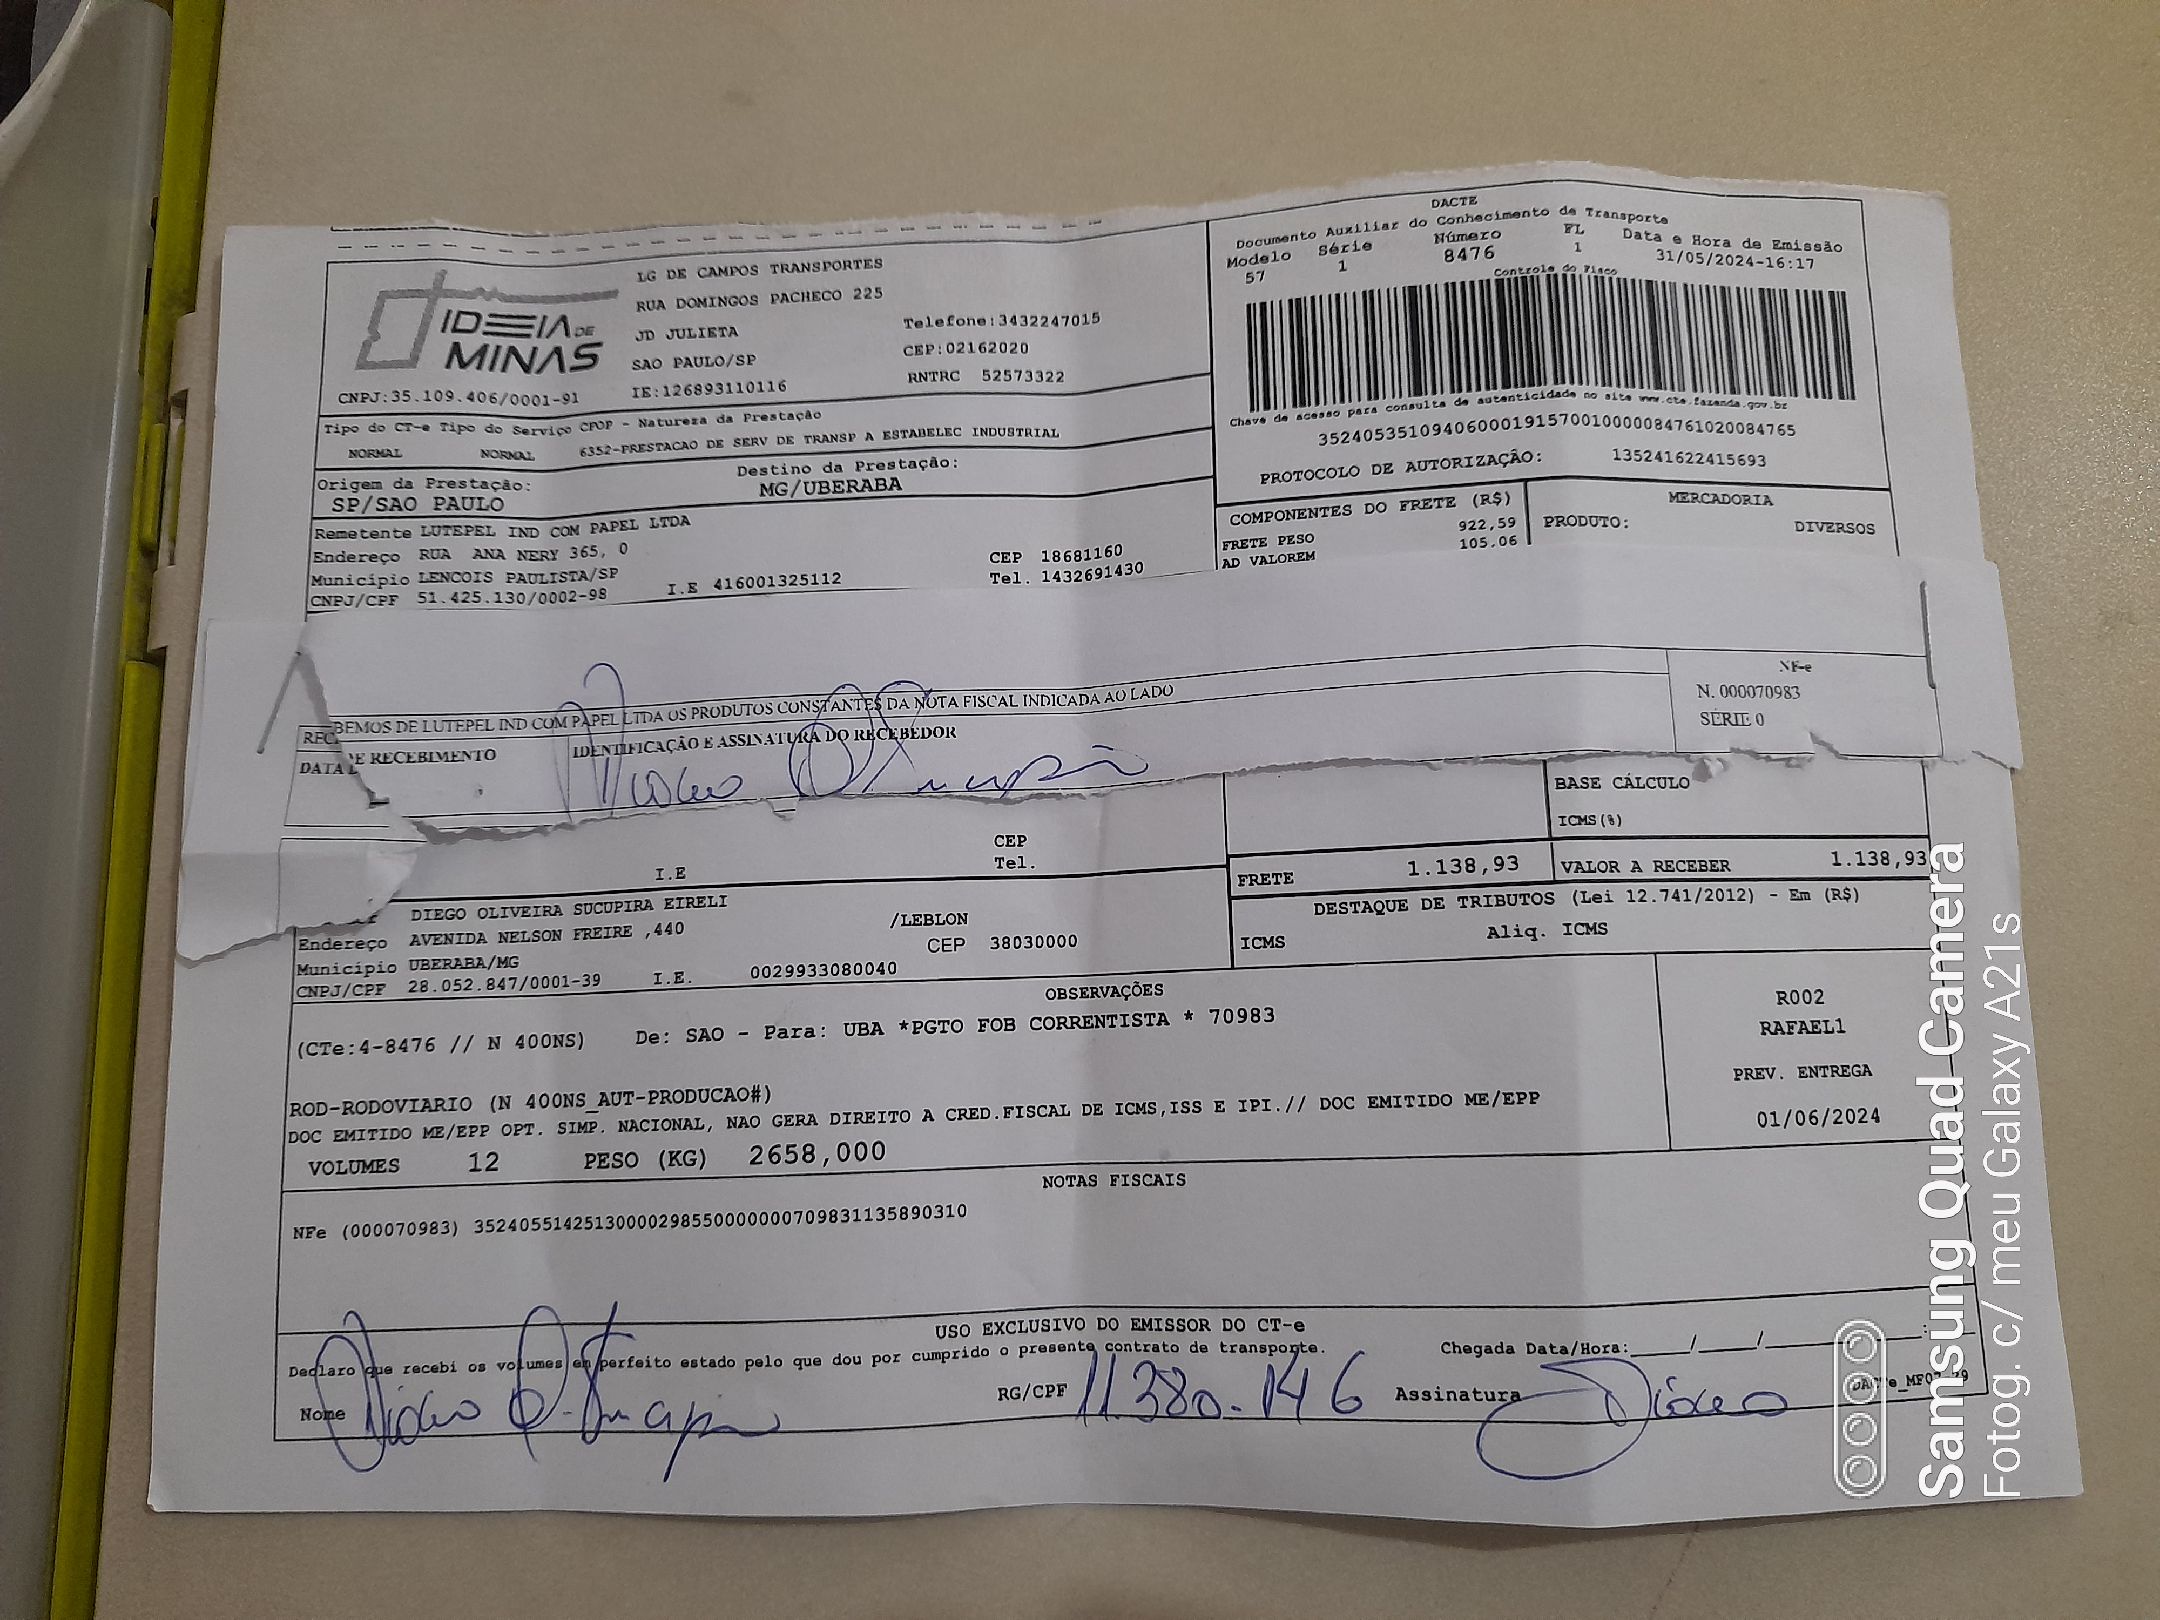 DACTE
Documento Auxiliar do Conhecimento de Transporte
Modelo Série Número FL Data e Hora de Emissão
57 1 8476 1 31/05/2024-16:17
Controle do Fisco
IDEIA DE MINAS
LG DE CAMPOS TRANSPORTES
RUA DOMINGOS PACHECO 225
JD JULIETA Telefone:3432247015
SAO PAULO/SP CEP:02162020
CNPJ:35.109.406/0001-91 IE:126893110116 RNTRC 52573322
Chave de acesso para consulta de autenticidade no site www.cte.fazenda.gov.br
35240535109406000191570010000084761020084765
PROTOCOLO DE AUTORIZAÇÃO: 135241622415693
Tipo do CT-e Tipo do Serviço CFOP - Natureza da Prestação
NORMAL NORMAL 6352-PRESTACAO DE SERV DE TRANSP A ESTABELEC INDUSTRIAL
Origem da Prestação: Destino da Prestação:
SP/SAO PAULO MG/UBERABA
COMPONENTES DO FRETE (R$) MERCADORIA
FRETE PESO 922,59 PRODUTO: DIVERSOS
AD VALOREM 105,06
Remetente LUTEPEL IND COM PAPEL LTDA
Endereço RUA ANA NERY 365, 0 CEP 18681160
Município LENCOIS PAULISTA/SP Tel. 1432691430
CNPJ/CPF 51.425.130/0002-98 I.E 416001325112
BEMOS DE LUTEPEL IND COM PAPEL LTDA OS PRODUTOS CONSTANTES DA NOTA FISCAL INDICADA AO LADO
NF-e
N. 000070983
SÉRIE 0
REC
DATA E RECEBIMENTO IDENTIFICAÇÃO E ASSINATURA DO RECEBEDOR
BASE CÁLCULO
ICMS(%)
CEP
I.E Tel.
FRETE 1.138,93 VALOR A RECEBER 1.138,93
DESTAQUE DE TRIBUTOS (Lei 12.741/2012) - Em (R$)
ICMS Aliq. ICMS
DIEGO OLIVEIRA SUCUPIRA EIRELI
Endereço AVENIDA NELSON FREIRE ,440 /LEBLON
Município UBERABA/MG CEP 38030000
CNPJ/CPF 28.052.847/0001-39 I.E. 0029933080040
OBSERVAÇÕES
(CTe:4-8476 // N 400NS) De: SAO - Para: UBA *PGTO FOB CORRENTISTA * 70983
R002
RAFAEL1
PREV. ENTREGA
01/06/2024
ROD-RODOVIARIO (N 400NS_AUT-PRODUCAO#)
DOC EMITIDO ME/EPP OPT. SIMP. NACIONAL, NAO GERA DIREITO A CRED.FISCAL DE ICMS,ISS E IPI.// DOC EMITIDO ME/EPP
VOLUMES 12 PESO (KG) 2658,000
NOTAS FISCAIS
NFe (000070983) 35240551425130000298550000000709831135890310
USO EXCLUSIVO DO EMISSOR DO CT-e
Declaro que recebi os volumes em perfeito estado pelo que dou por cumprido o presente contrato de transporte.
Chegada Data/Hora:____/____/
Nome RG/CPF 11.380.146 Assinatura
Samsung Quad Camera
Fotog. c/ meu Galaxy A21s